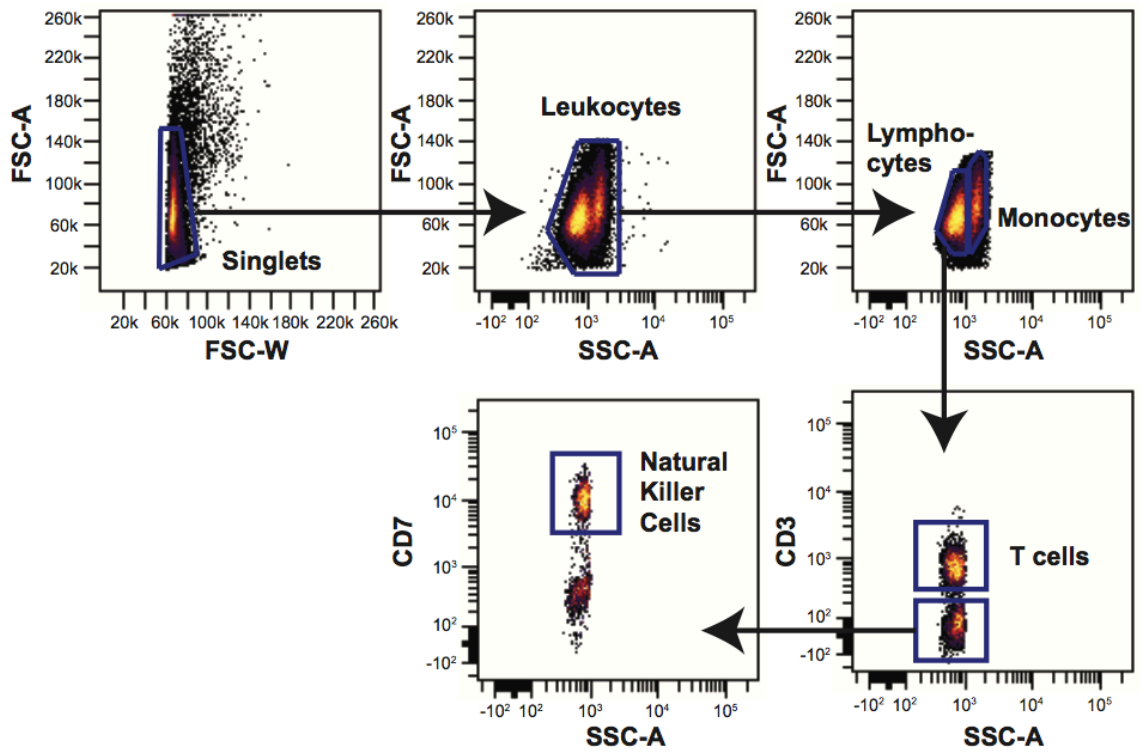 260k
220k
180k
140k
100k
60k
20k
FSC-A
Singlets
20k 60k 100k 140k 180k 220k 260k
FSC-W
260k
220k
180k
140k
100k
60k
20k
FSC-A
Leukocytes
-10² 10² 10³ 10⁴ 10⁵
SSC-A
260k
220k
180k
140k
100k
60k
20k
FSC-A
Lympho-
cytes
Monocytes
-10² 10² 10³ 10⁴ 10⁵
SSC-A
10⁵
10⁴
10³
10²
-10²
CD7
Natural
Killer
Cells
-10² 10² 10³ 10⁴ 10⁵
SSC-A
10⁵
10⁴
10³
10²
-10²
CD3
T cells
-10² 10² 10³ 10⁴ 10⁵
SSC-A